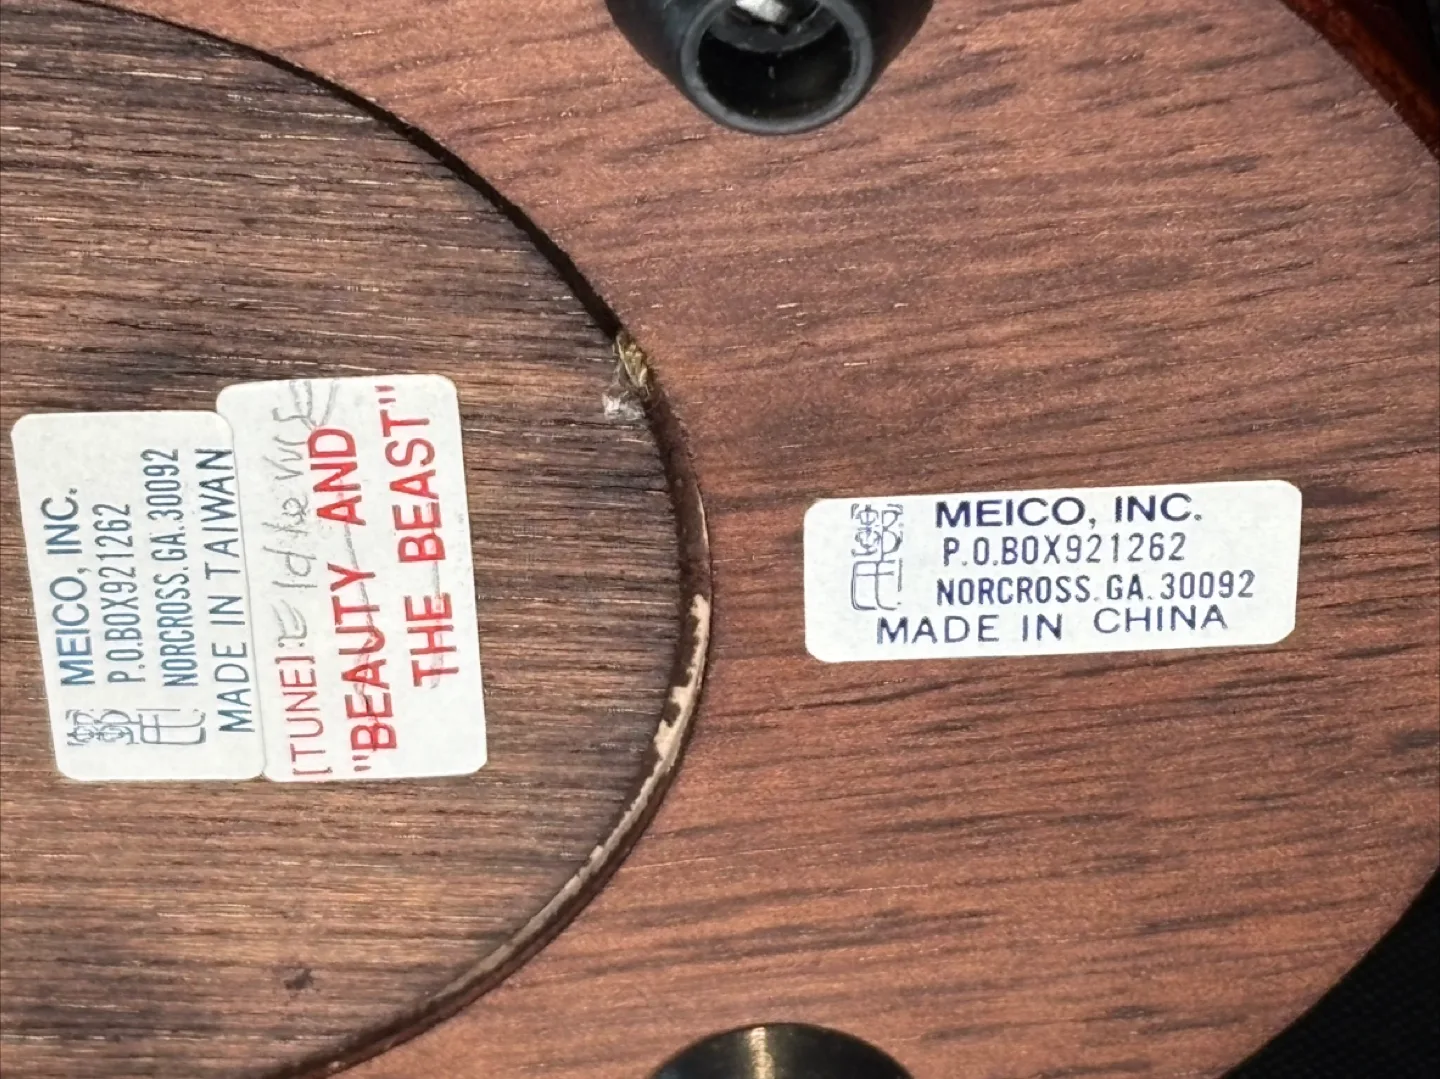 MEICO, INC.
P.O.BOX921262
NORCROSS.GA.30092
MADE IN TAIWAN
[TUNE]:
"BEAUTY AND
THE BEAST"
MEICO, INC.
P.O.BOX921262
NORCROSS.GA.30092
MADE IN CHINA